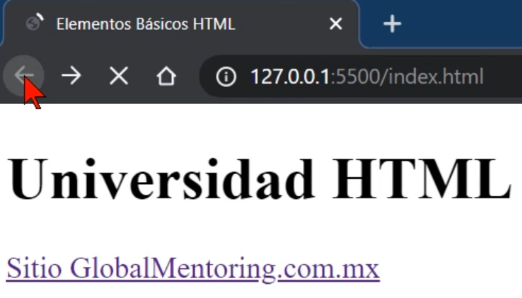 Elementos Básicos HTML
127.0.0.1:5500/index.html
Universidad HTML
Sitio GlobalMentoring.com.mx